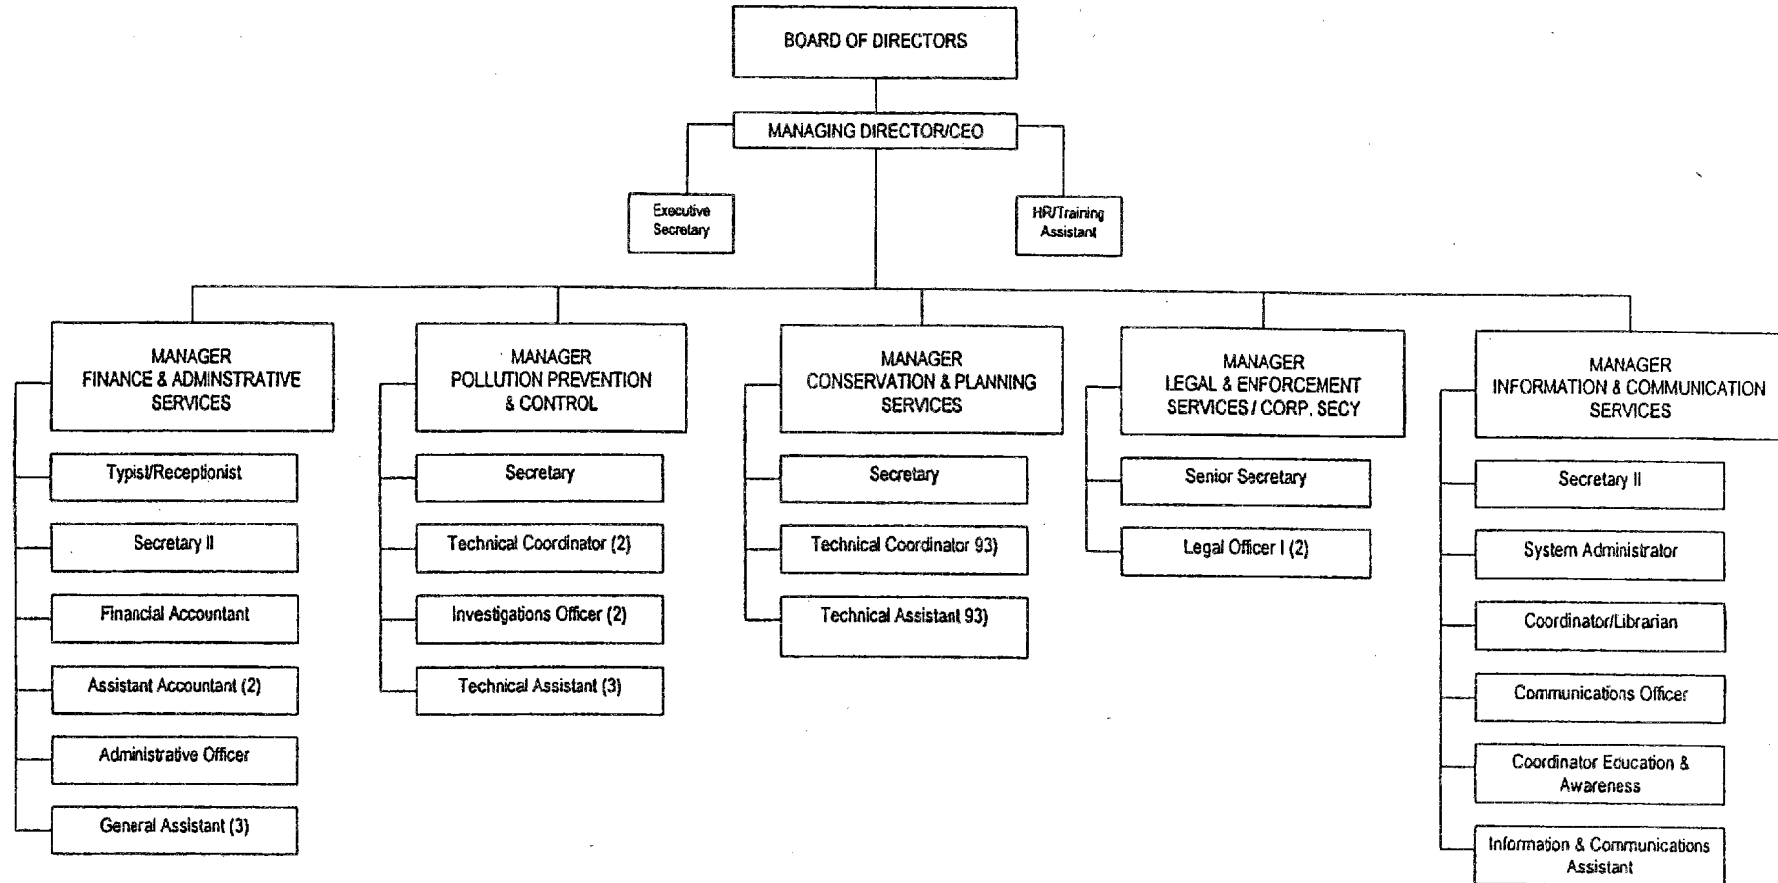 BOARD OF DIRECTORS
MANAGING DIRECTOR/CEO
Executive
Secretary
HR/Training
Assistant
MANAGER
FINANCE & ADMINSTRATIVE
SERVICES
Typist/Receptionist
Secretary II
Financial Accountant
Assistant Accountant (2)
Administrative Officer
General Assistant (3)
MANAGER
POLLUTION PREVENTION
& CONTROL
Secretary
Technical Coordinator (2)
Investigations Officer (2)
Technical Assistant (3)
MANAGER
CONSERVATION & PLANNING
SERVICES
Secretary
Technical Coordinator 93)
Technical Assistant 93)
MANAGER
LEGAL & ENFORCEMENT
SERVICES / CORP. SECY
Senior Secretary
Legal Officer I (2)
MANAGER
INFORMATION & COMMUNICATION
SERVICES
Secretary II
System Administrator
Coordinator/Librarian
Communications Officer
Coordinator Education &
Awareness
Information & Communications
Assistant